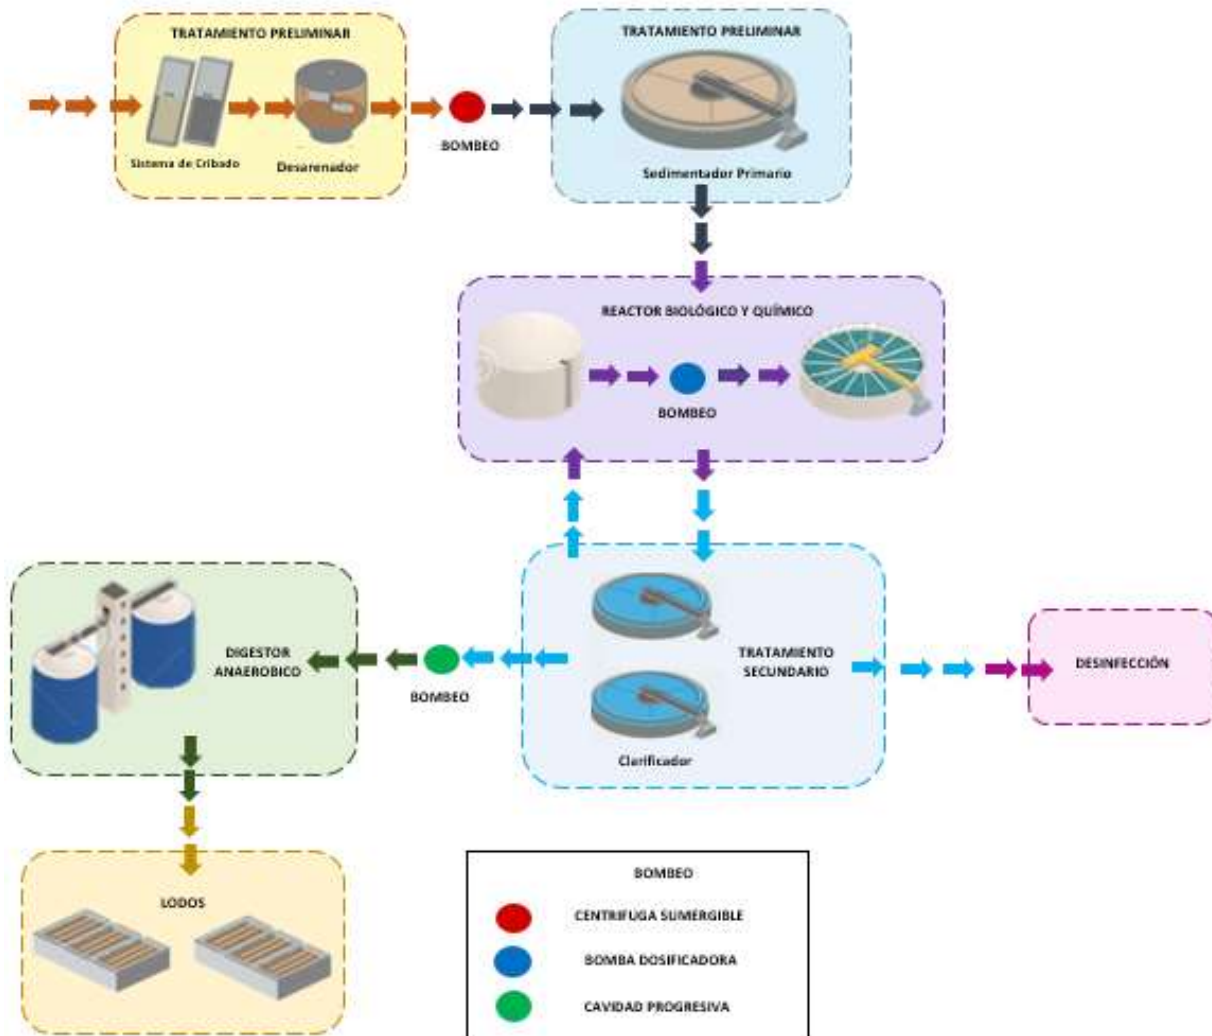 TRATAMIENTO PRELIMINAR
Sistema de Cribado
Desarenador
BOMBEO
TRATAMIENTO PRELIMINAR
Sedimentador Primario
REACTOR BIOLÓGICO Y QUÍMICO
BOMBEO
DIGESTOR
ANAEROBICO
BOMBEO
TRATAMIENTO
SECUNDARIO
Clarificador
DESINFECCIÓN
LODOS
BOMBEO
CENTRIFUGA SUMERGIBLE
BOMBA DOSIFICADORA
CAVIDAD PROGRESIVA